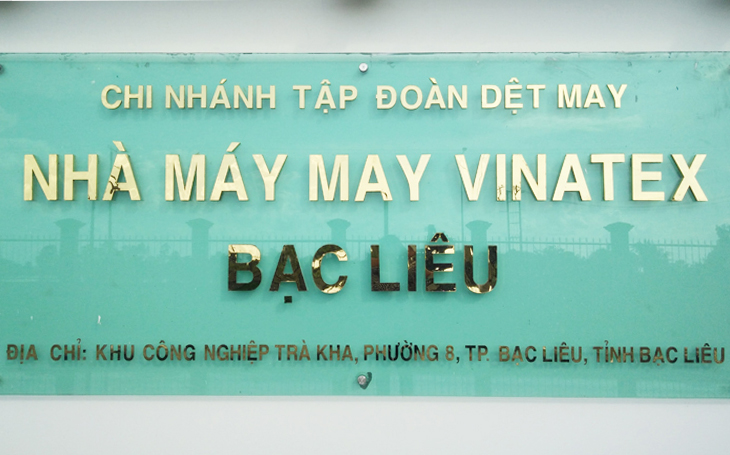 CHI NHÁNH TẬP ĐOÀN DỆT MAY
NHÀ MÁY MAY VINATEX
BẠC LIÊU
ĐỊA CHỈ: KHU CÔNG NGHIỆP TRÀ KHA, PHƯỜNG 8, TP. BẠC LIÊU, TỈNH BẠC LIÊU